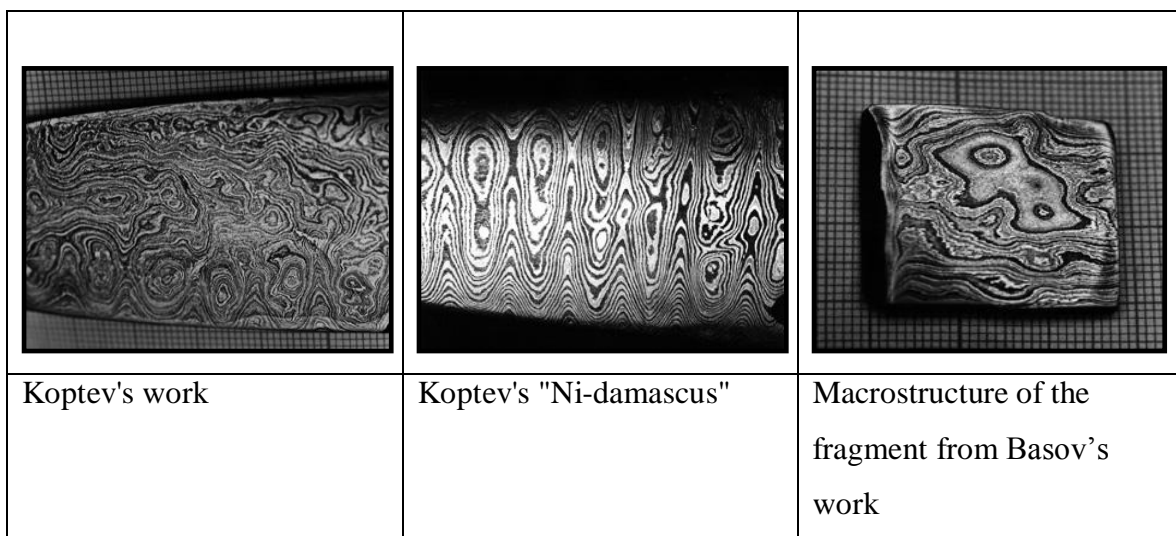 Koptev's work
Koptev's "Ni-damascus"
Macrostructure of the
fragment from Basov’s
work